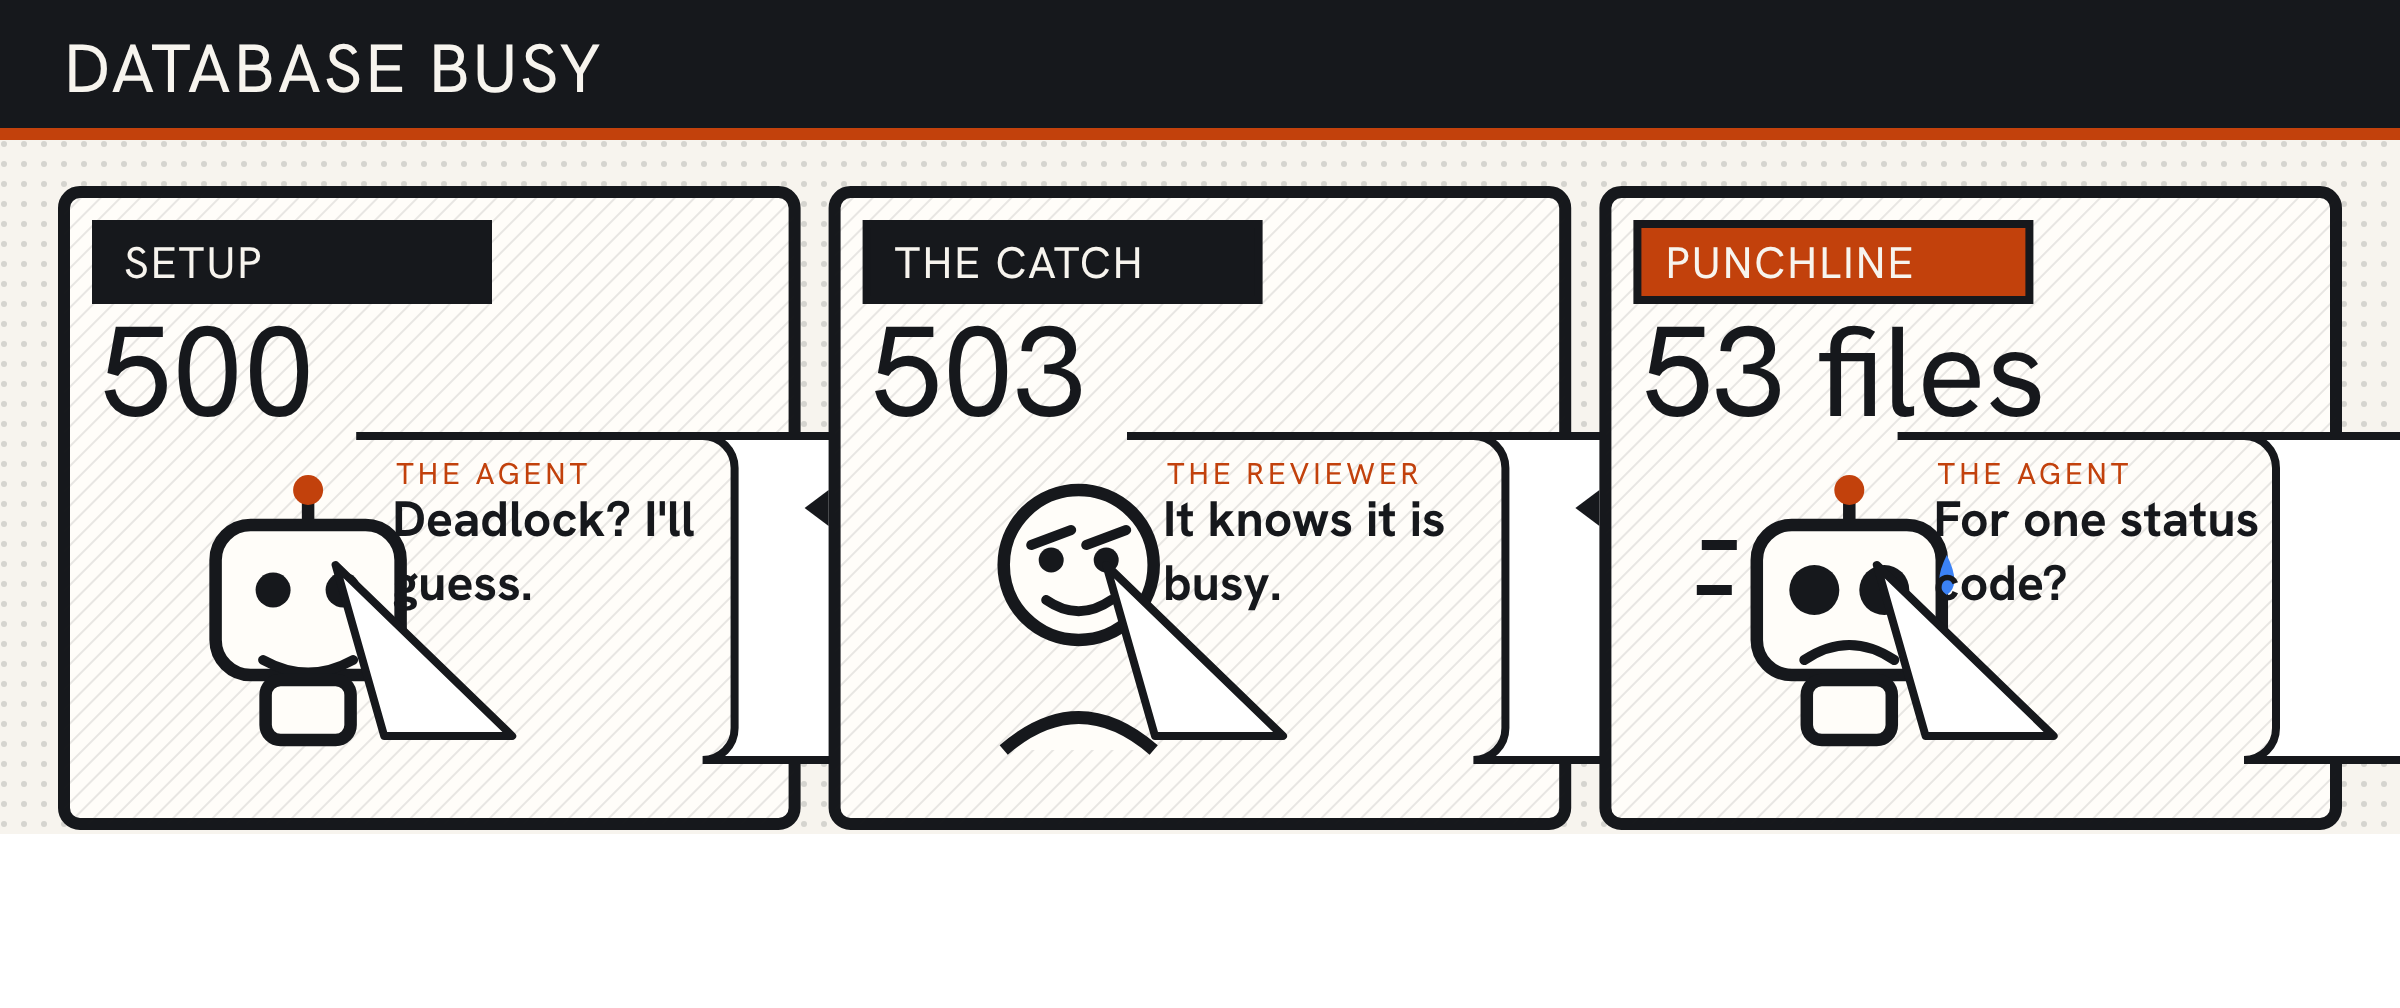 DATABASE BUSY
SETUP
500
THE AGENT
Deadlock? I'll
guess.
THE CATCH
503
THE REVIEWER
It knows it is
busy.
PUNCHLINE
53 files
THE AGENT
For one status
code?